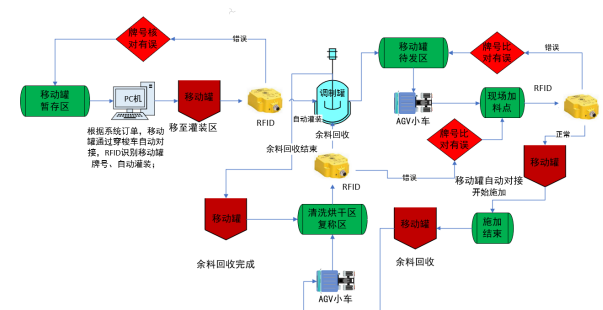 牌号核
对有误
错误
移动罐
暂存区
PC机
移动罐
移至灌装区
RFID
自动灌装
调制罐
余料回收
移动罐
待发区
牌号比
对有误
错误
RFID
AGV小车
现场加
料点
正常
根据系统订单，移动
罐通过穿梭车自动对
接，RFID识别移动罐
牌号、自动灌装；
余料回收结束
RFID
错误
牌号比
对有误
移动罐
移动罐自动对接
开始施加
移动罐
余料回收完成
清洗烘干区
复称区
移动罐
余料回收
施加
结束
AGV小车